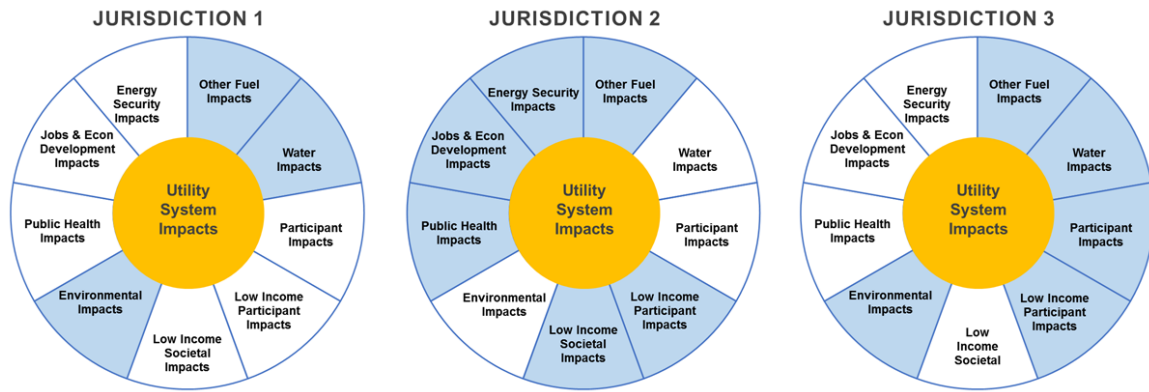 JURISDICTION 1
Energy
Security
Impacts
Other Fuel
Impacts
Jobs & Econ
Development
Impacts
Water
Impacts
Utility
System
Impacts
Public Health
Impacts
Participant
Impacts
Environmental
Impacts
Low Income
Participant
Impacts
Low Income
Societal
Impacts
JURISDICTION 2
Energy Security
Impacts
Other Fuel
Impacts
Jobs & Econ
Development
Impacts
Water
Impacts
Utility
System
Impacts
Public Health
Impacts
Participant
Impacts
Environmental
Impacts
Low Income
Participant
Impacts
Low Income
Societal
Impacts
JURISDICTION 3
Energy
Security
Impacts
Other Fuel
Impacts
Jobs & Econ
Development
Impacts
Water
Impacts
Utility
System
Impacts
Public Health
Impacts
Participant
Impacts
Environmental
Impacts
Low Income
Participant
Impacts
Low
Income
Societal